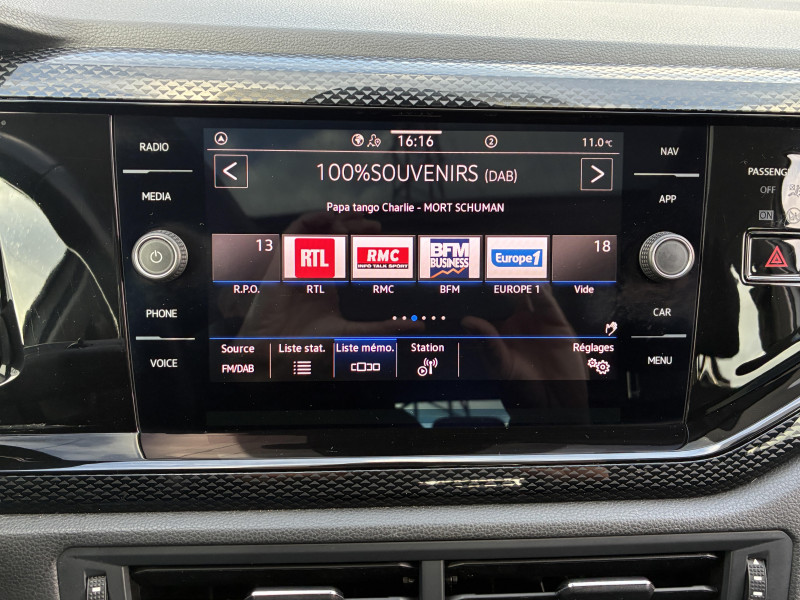 RADIO
MEDIA
PHONE
VOICE
16:16
2
11.0°C
<
100%SOUVENIRS (DAB)
>
Papa tango Charlie - MORT SCHUMAN
13
RTL
RMC
INFO TALK SPORT
BFM
BUSINESS
Europe1
18
R.P.O.
RTL
RMC
BFM
EUROPE 1
Vide
Source
Liste stat.
Liste mémo.
Station
Réglages
FM/DAB
NAV
APP
CAR
MENU
PASSENG
OFF
ON